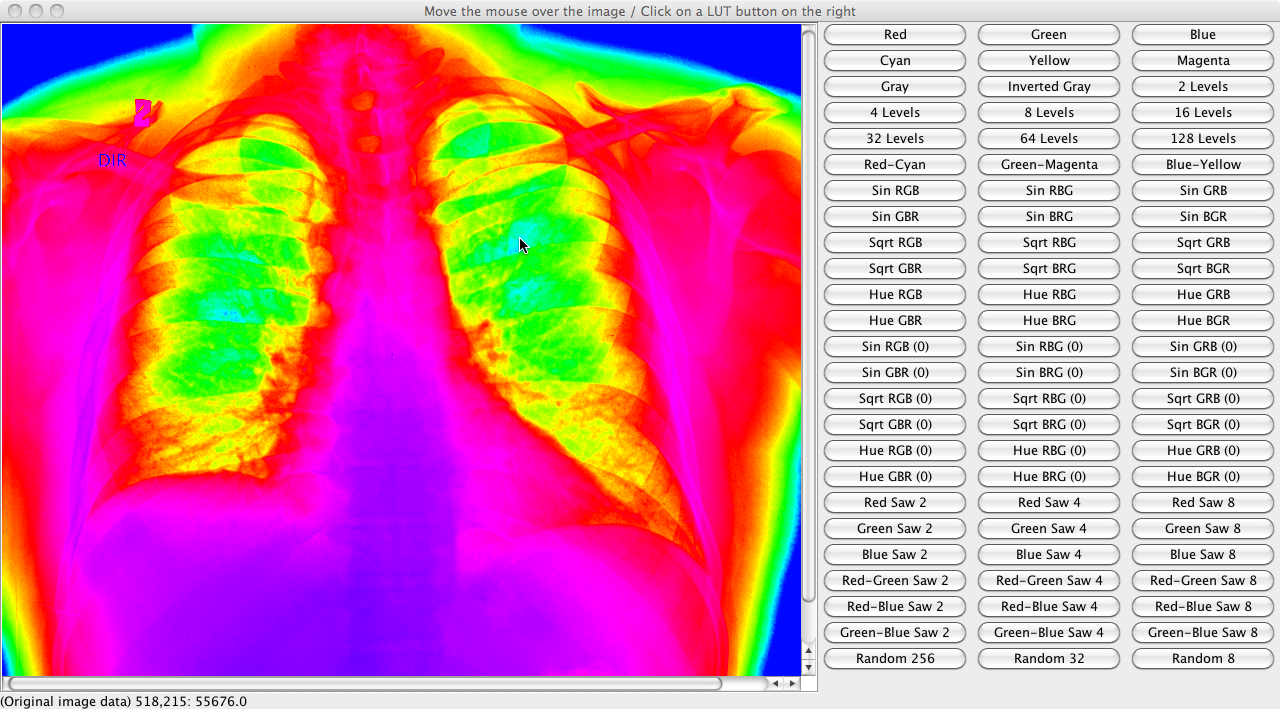 Move the mouse over the image / Click on a LUT button on the right
2
D R
Red Green Blue
Cyan Yellow Magenta
Gray Inverted Gray 2 Levels
4 Levels 8 Levels 16 Levels
32 Levels 64 Levels 128 Levels
Red-Cyan Green-Magenta Blue-Yellow
Sin RGB Sin RBG Sin GRB
Sin GBR Sin BRG Sin BGR
Sqrt RGB Sqrt RBG Sqrt GRB
Sqrt GBR Sqrt BRG Sqrt BGR
Hue RGB Hue RBG Hue GRB
Hue GBR Hue BRG Hue BGR
Sin RGB (0) Sin RBG (0) Sin GRB (0)
Sin GBR (0) Sin BRG (0) Sin BGR (0)
Sqrt RGB (0) Sqrt RBG (0) Sqrt GRB (0)
Sqrt GBR (0) Sqrt BRG (0) Sqrt BGR (0)
Hue RGB (0) Hue RBG (0) Hue GRB (0)
Hue GBR (0) Hue BRG (0) Hue BGR (0)
Red Saw 2 Red Saw 4 Red Saw 8
Green Saw 2 Green Saw 4 Green Saw 8
Blue Saw 2 Blue Saw 4 Blue Saw 8
Red-Green Saw 2 Red-Green Saw 4 Red-Green Saw 8
Red-Blue Saw 2 Red-Blue Saw 4 Red-Blue Saw 8
Green-Blue Saw 2 Green-Blue Saw 4 Green-Blue Saw 8
Random 256 Random 32 Random 8
(Original image data) 518,215: 55676.0